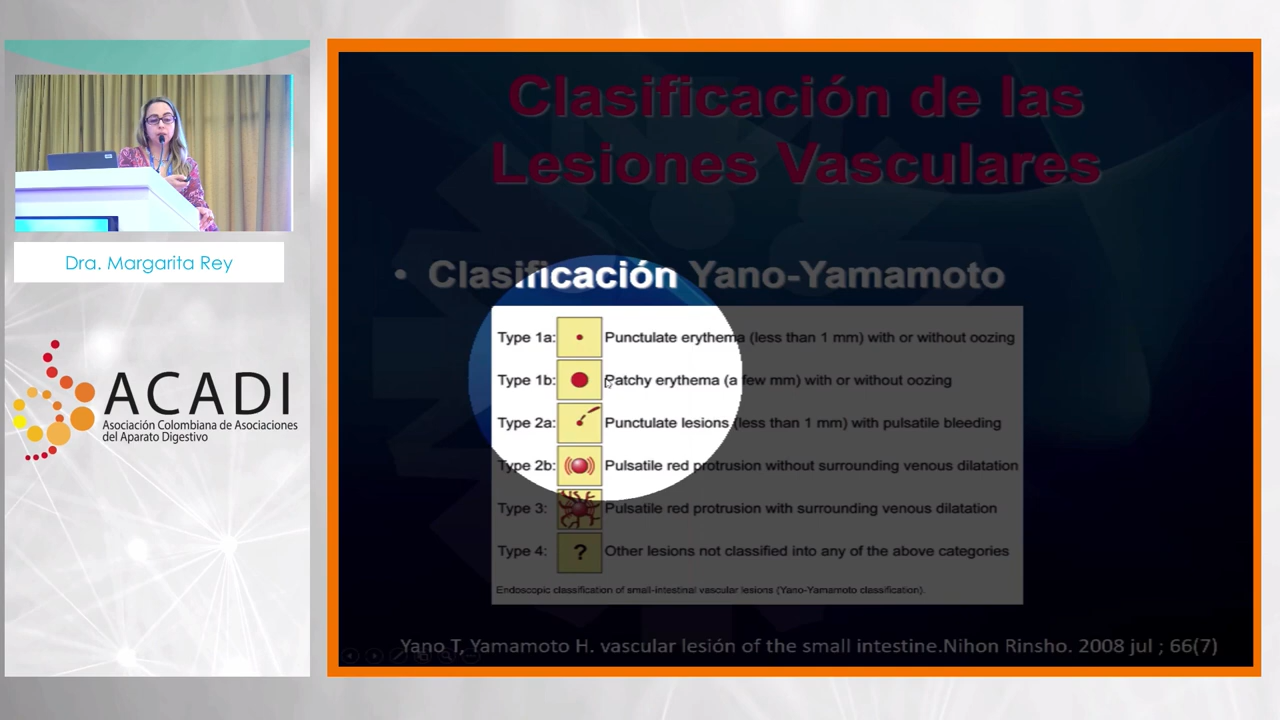 Clasificación de las
Lesiones Vasculares
Dra. Margarita Rey
• Clasificación Yano-Yamamoto
Type 1a: Punctulate erythema (less than 1 mm) with or without oozing
Type 1b: Patchy erythema (a few mm) with or without oozing
Type 2a: Punctulate lesions (less than 1 mm) with pulsatile bleeding
Type 2b: Pulsatile red protrusion without surrounding venous dilatation
Type 3: Pulsatile red protrusion with surrounding venous dilatation
Type 4: ? Other lesions not classified into any of the above categories
Endoscopic classification of small-intestinal vascular lesions (Yano-Yamamoto classification).
Yano T, Yamamoto H. vascular lesión of the small intestine.Nihon Rinsho. 2008 jul ; 66(7)
ACADI
Asociación Colombiana de Asociaciones
del Aparato Digestivo